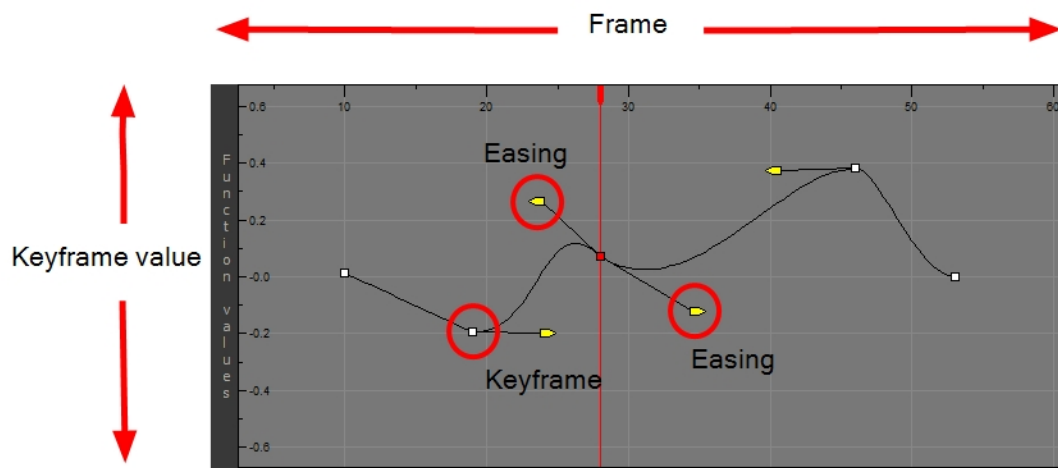 Frame
10 20 30 40 50 60
0.6
Function values
0.4
Easing
0.2
Keyframe value
-0.0
-0.2
Easing
Keyframe
-0.4
-0.6